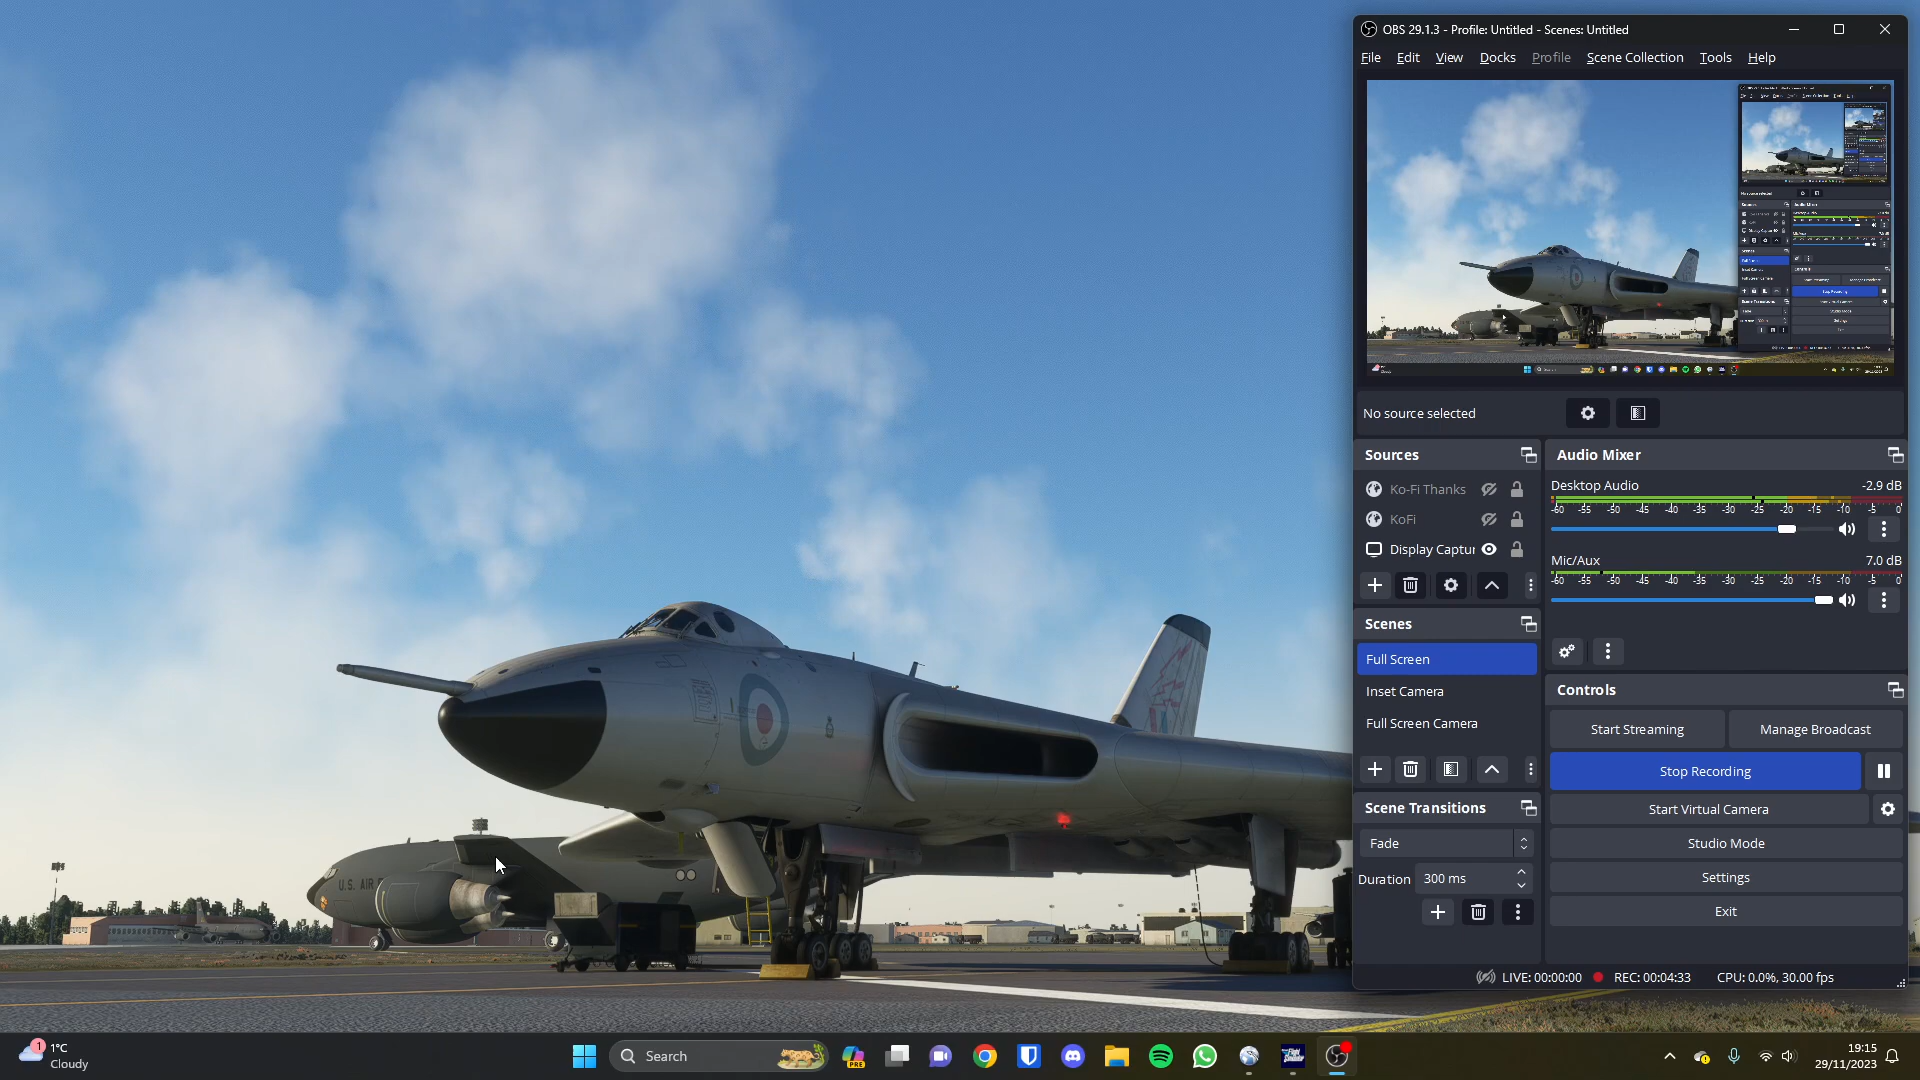 OBS 29.1.3 - Profile: Untitled - Scenes: Untitled
File Edit View Docks Profile Scene Collection Tools Help
No source selected
Sources
Ko-Fi Thanks
KoFi
Display Captur
Audio Mixer
Desktop Audio -2.9 dB
-60 -55 -50 -45 -40 -35 -30 -25 -20 -15 -10 -5 0
Mic/Aux 7.0 dB
-60 -55 -50 -45 -40 -35 -30 -25 -20 -15 -10 -5 0
Scenes
Full Screen
Inset Camera
Full Screen Camera
Scene Transitions
Fade
Duration 300 ms
Controls
Start Streaming Manage Broadcast
Stop Recording
Start Virtual Camera
Studio Mode
Settings
Exit
LIVE: 00:00:00 REC: 00:04:33 CPU: 0.0%, 30.00 fps
U.S. AIR
1
1°C
Cloudy
Search
PRE
19:15
29/11/2023